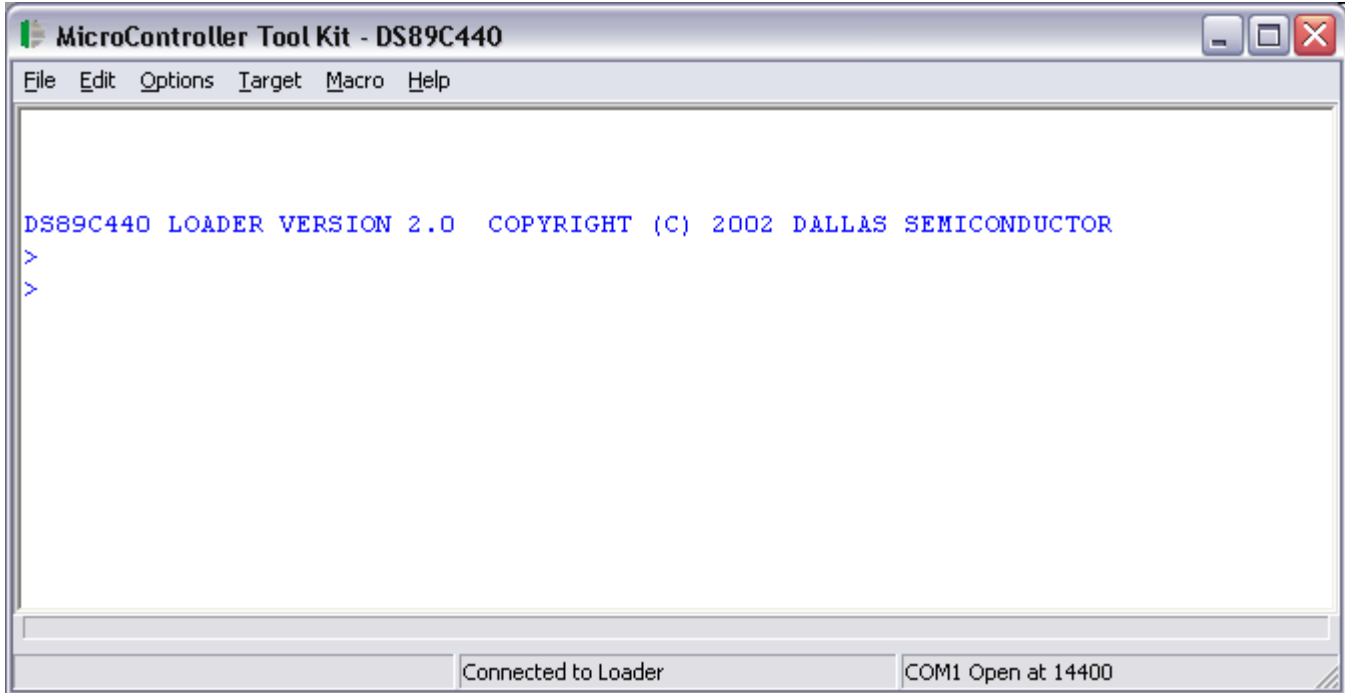 MicroController Tool Kit - DS89C440
File Edit Options Target Macro Help
DS89C440 LOADER VERSION 2.0 COPYRIGHT (C) 2002 DALLAS SEMICONDUCTOR
>
>
Connected to Loader COM1 Open at 14400